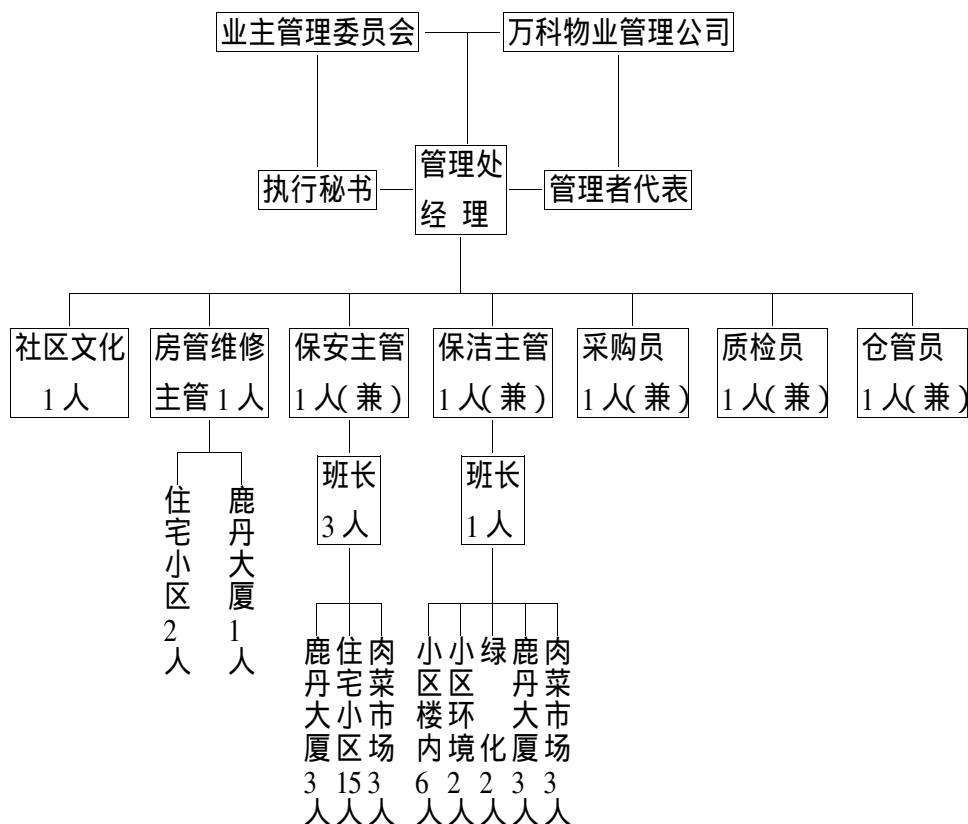 业主管理委员会
万科物业管理公司
管理处
经 理
执行秘书
管理者代表
社区文化
1人
房管维修
主管1人
保安主管
1人(兼)
保洁主管
1人(兼)
采购员
1人(兼)
质检员
1人(兼)
仓管员
1人(兼)
住宅小区2人
鹿丹大厦1人
班长
3人
班长
1人
鹿丹大厦3人
住宅小区15人
肉菜市场3人
小区楼内6人
小区环境2人
绿化2人
鹿丹大厦3人
肉菜市场3人